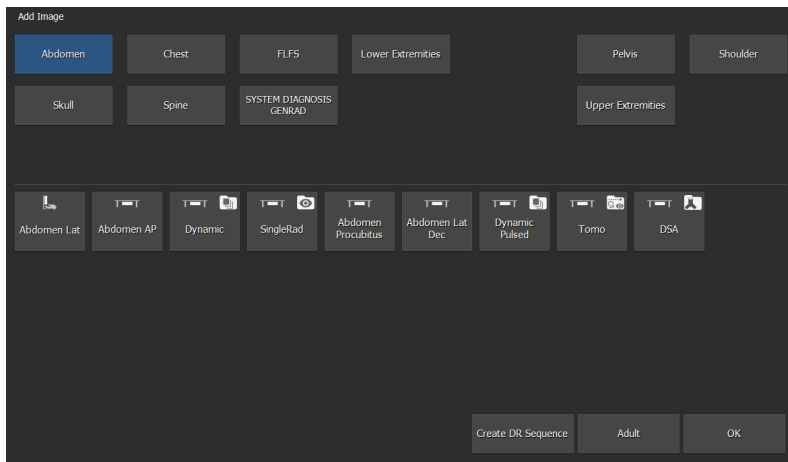 Add Image
Abdomen
Chest
FLFS
Lower Extremities
Pelvis
Shoulder
Skull
Spine
SYSTEM DIAGNOSIS
GENRAD
Upper Extremities
Abdomen Lat
Abdomen AP
Dynamic
SingleRad
Abdomen
Procubitus
Abdomen Lat
Dec
Dynamic
Pulsed
Tomo
DSA
Create DR Sequence
Adult
OK